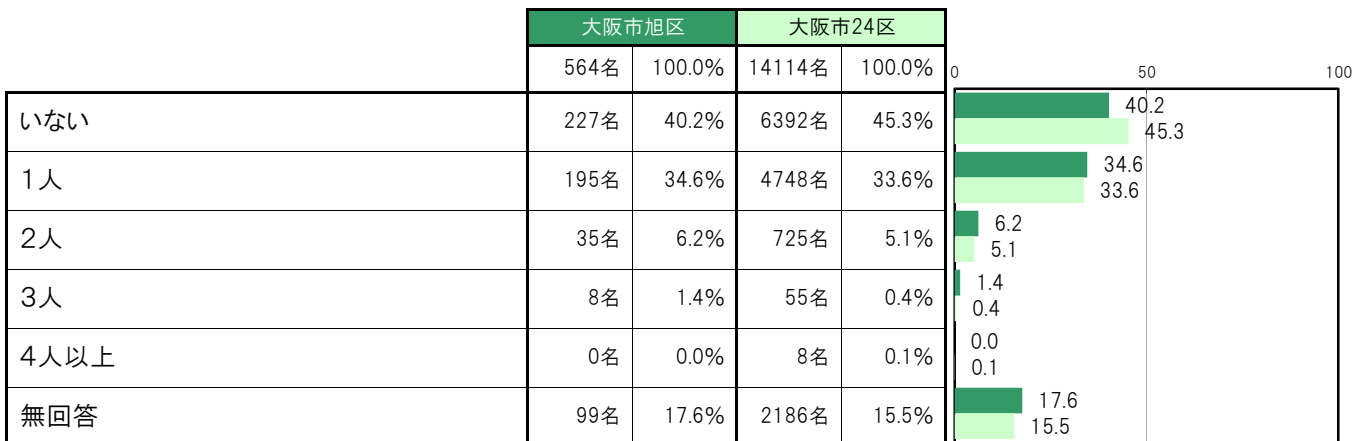 大阪市旭区 大阪市24区
564名 100.0% 14114名 100.0% 0 50 100
いない 227名 40.2% 6392名 45.3% 40.2
45.3
1人 195名 34.6% 4748名 33.6% 34.6
33.6
2人 35名 6.2% 725名 5.1% 6.2
5.1
3人 8名 1.4% 55名 0.4% 1.4
0.4
4人以上 0名 0.0% 8名 0.1% 0.0
0.1
無回答 99名 17.6% 2186名 15.5% 17.6
15.5